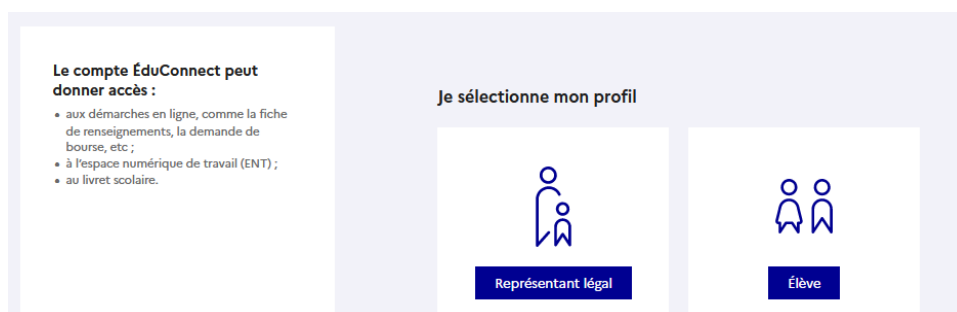 Le compte ÉduConnect peut
donner accès :
• aux démarches en ligne, comme la fiche
de renseignements, la demande de
bourse, etc ;
• à l'espace numérique de travail (ENT) ;
• au livret scolaire.
Je sélectionne mon profil
Représentant légal
Élève